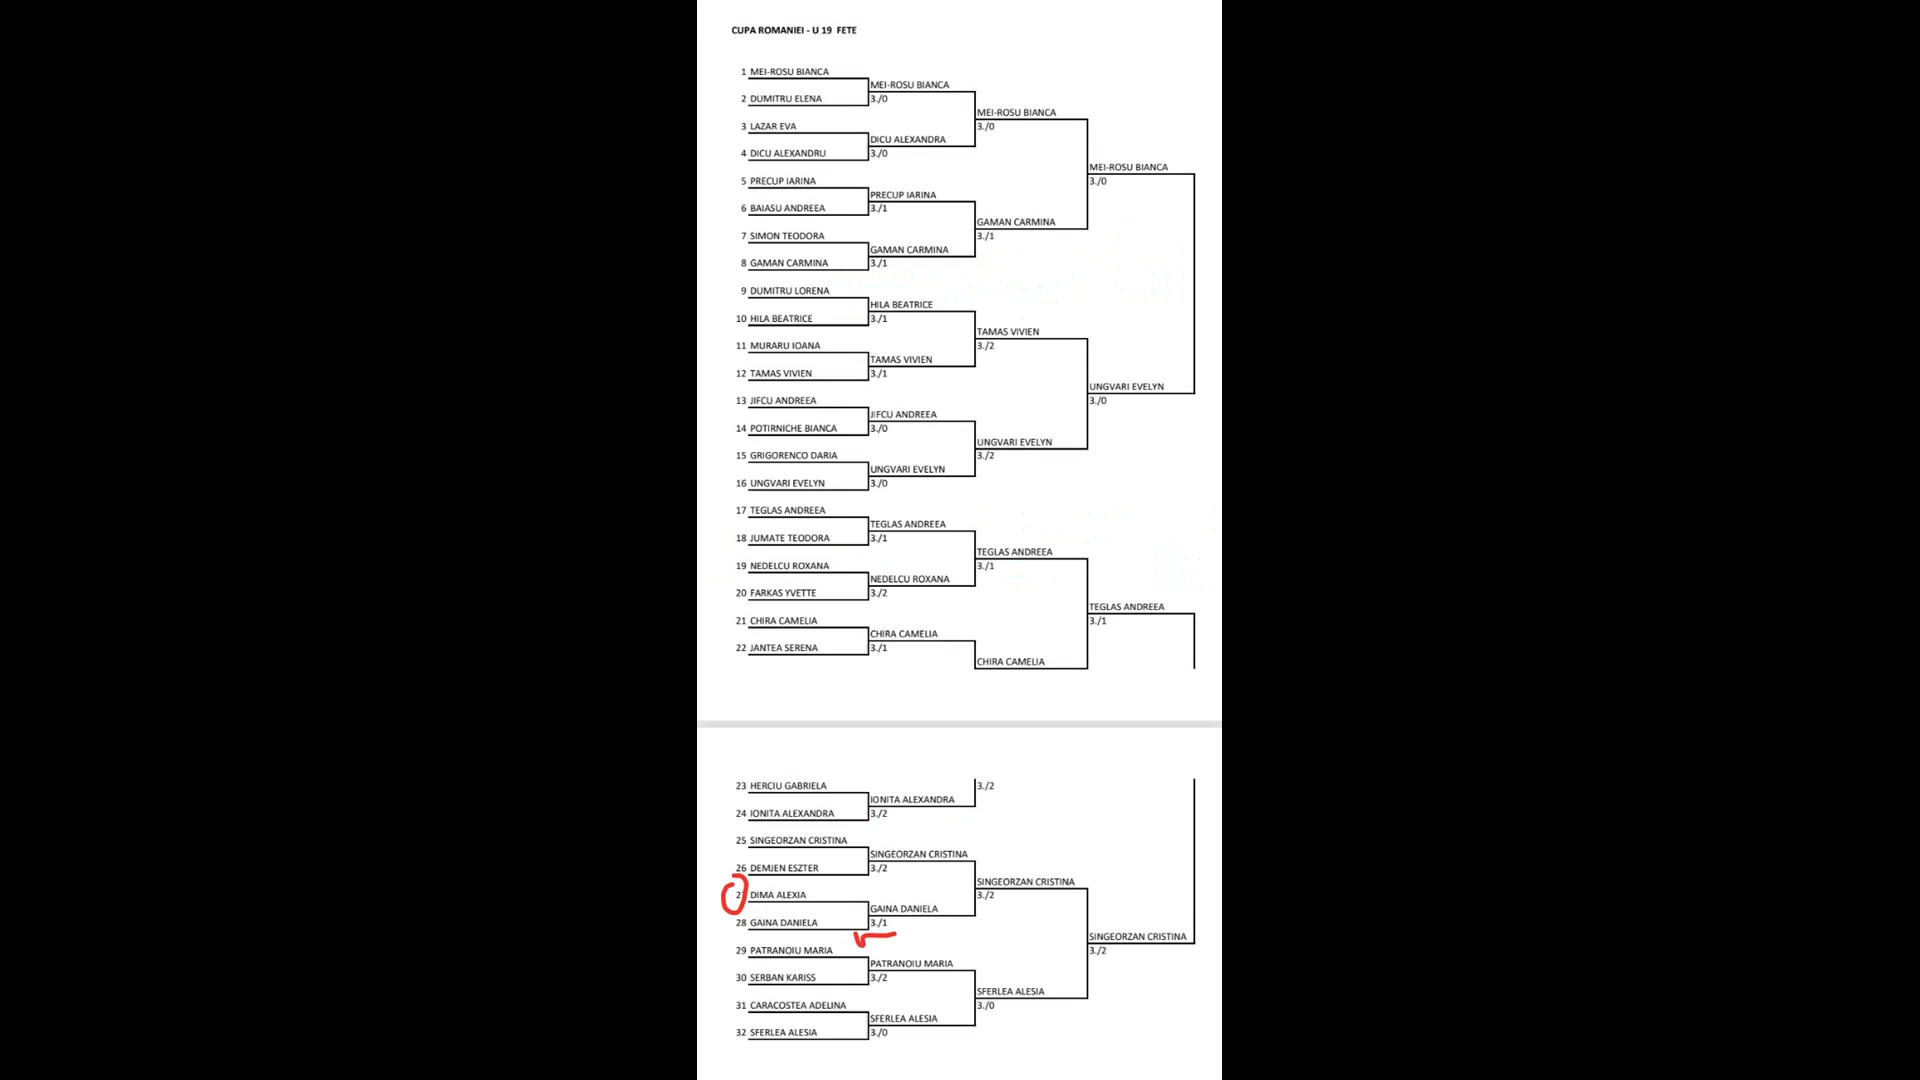 CUPA ROMANIEI - U 19 FETE
1 MEI-ROSU BIANCA
MEI-ROSU BIANCA
2 DUMITRU ELENA
3./0
MEI-ROSU BIANCA
3 LAZAR EVA
3./0
DICU ALEXANDRA
4 DICU ALEXANDRU
3./0
MEI-ROSU BIANCA
5 PRECUP IARINA
3./0
PRECUP IARINA
6 BAIASU ANDREEA
3./1
GAMAN CARMINA
7 SIMON TEODORA
3./1
GAMAN CARMINA
8 GAMAN CARMINA
3./1
9 DUMITRU LORENA
HILA BEATRICE
10 HILA BEATRICE
3./1
TAMAS VIVIEN
11 MURARU IOANA
3./2
TAMAS VIVIEN
12 TAMAS VIVIEN
3./1
UNGVARI EVELYN
13 JIFCU ANDREEA
3./0
JIFCU ANDREEA
14 POTIRNICHE BIANCA
3./0
UNGVARI EVELYN
15 GRIGORENCO DARIA
3./2
UNGVARI EVELYN
16 UNGVARI EVELYN
3./0
17 TEGLAS ANDREEA
TEGLAS ANDREEA
18 JUMATE TEODORA
3./1
TEGLAS ANDREEA
19 NEDELCU ROXANA
3./1
NEDELCU ROXANA
20 FARKAS YVETTE
3./2
TEGLAS ANDREEA
21 CHIRA CAMELIA
3./1
CHIRA CAMELIA
22 JANTEA SERENA
3./1
CHIRA CAMELIA
23 HERCIU GABRIELA
3./2
IONITA ALEXANDRA
24 IONITA ALEXANDRA
3./2
25 SINGEORZAN CRISTINA
SINGEORZAN CRISTINA
26 DEMJEN ESZTER
3./2
SINGEORZAN CRISTINA
27 DIMA ALEXIA
3./2
GAINA DANIELA
28 GAINA DANIELA
3./1
SINGEORZAN CRISTINA
29 PATRANOIU MARIA
3./2
PATRANOIU MARIA
30 SERBAN KARISS
3./2
SFERLEA ALESIA
31 CARACOSTEA ADELINA
3./0
SFERLEA ALESIA
32 SFERLEA ALESIA
3./0